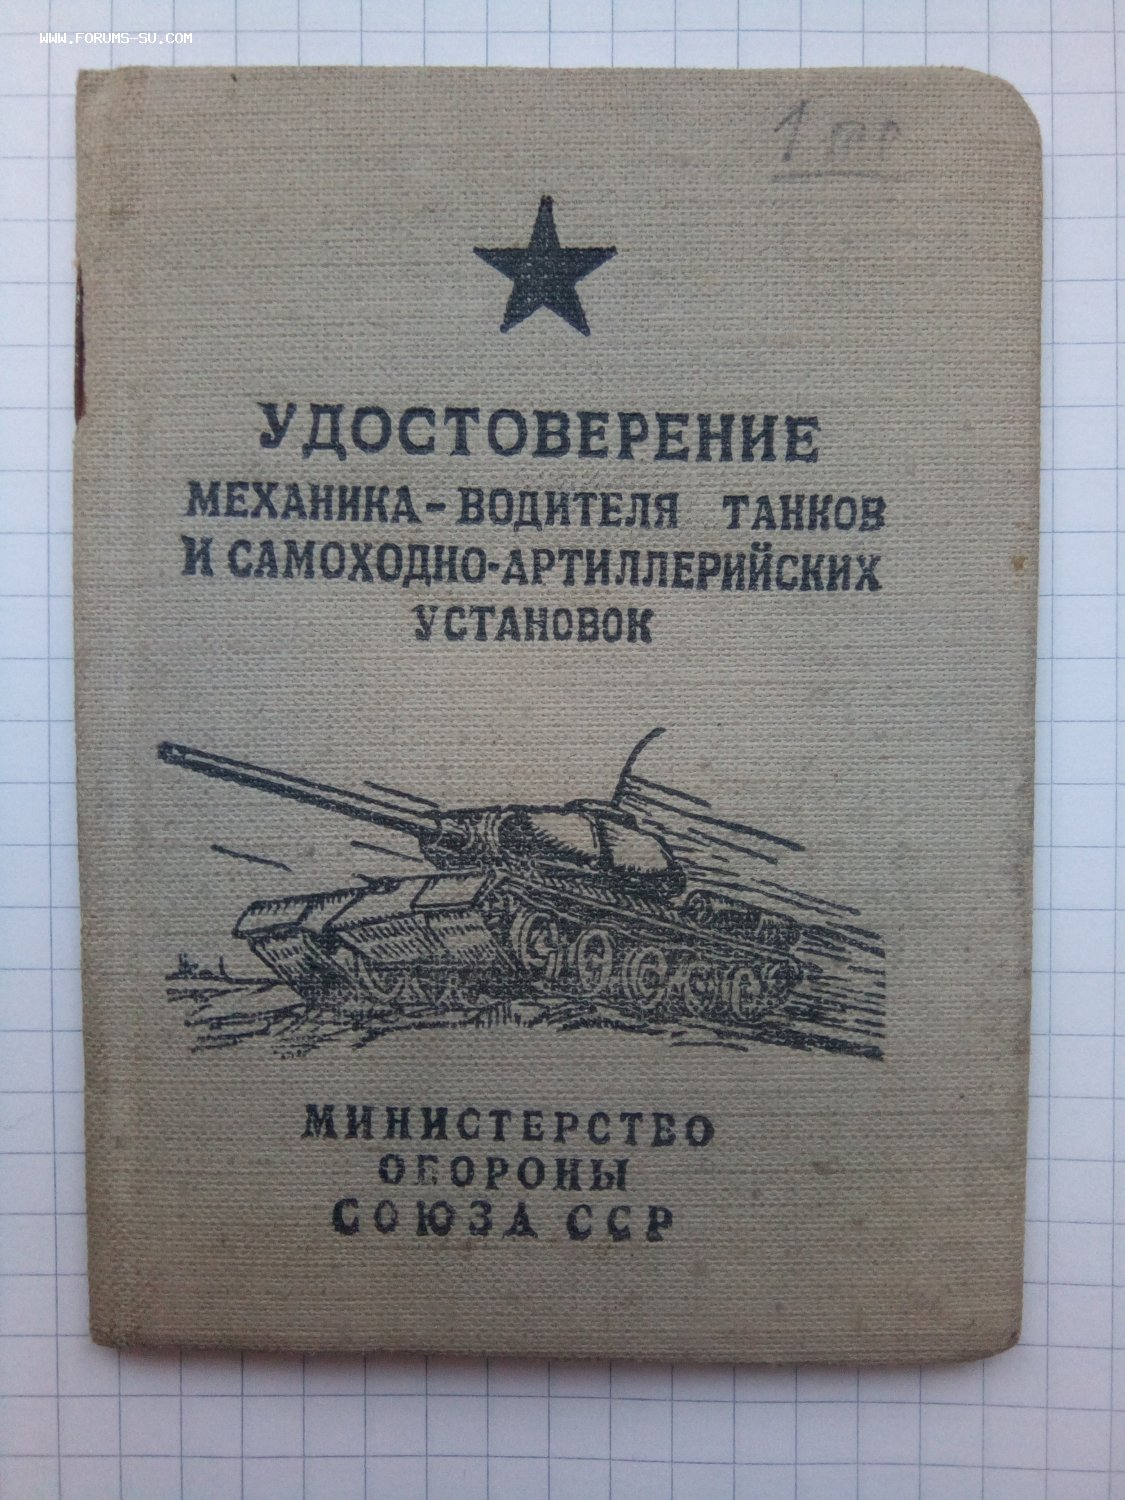 WWW.FORUMS-SU.COM
УДОСТОВЕРЕНИЕ
МЕХАНИКА-ВОДИТЕЛЯ ТАНКОВ
И САМОХОДНО-АРТИЛЛЕРИЙСКИХ
УСТАНОВОК
МИНИСТЕРСТВО
ОБОРОНЫ
СОЮЗА ССР